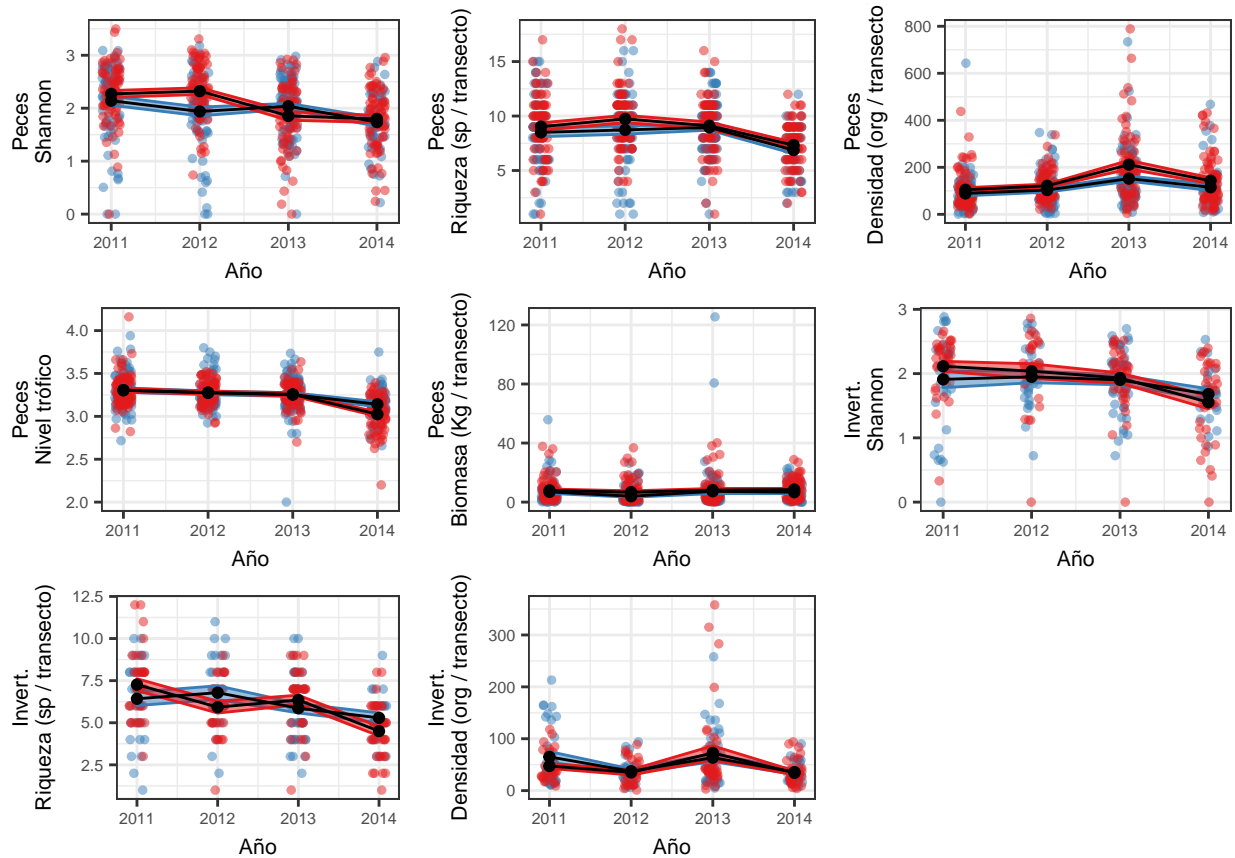 Peces
Shannon
3
2
1
0
2011 2012 2013 2014
Año
Peces
Riqueza (sp / transecto)
15
10
5
2011 2012 2013 2014
Año
Peces
Densidad (org / transecto
800
600
400
200
0
2011 2012 2013 2014
Año
Peces
Nivel trófico
4.0
3.5
3.0
2.5
2.0
2011 2012 2013 2014
Año
Peces
Biomasa (Kg / transecto)
120
80
40
0
2011 2012 2013 2014
Año
Invert.
Shannon
3
2
1
0
2011 2012 2013 2014
Año
Invert.
Riqueza (sp / transecto)
12.5
10.0
7.5
5.0
2.5
2011 2012 2013 2014
Año
Invert.
Densidad (org / transecto)
300
200
100
0
2011 2012 2013 2014
Año